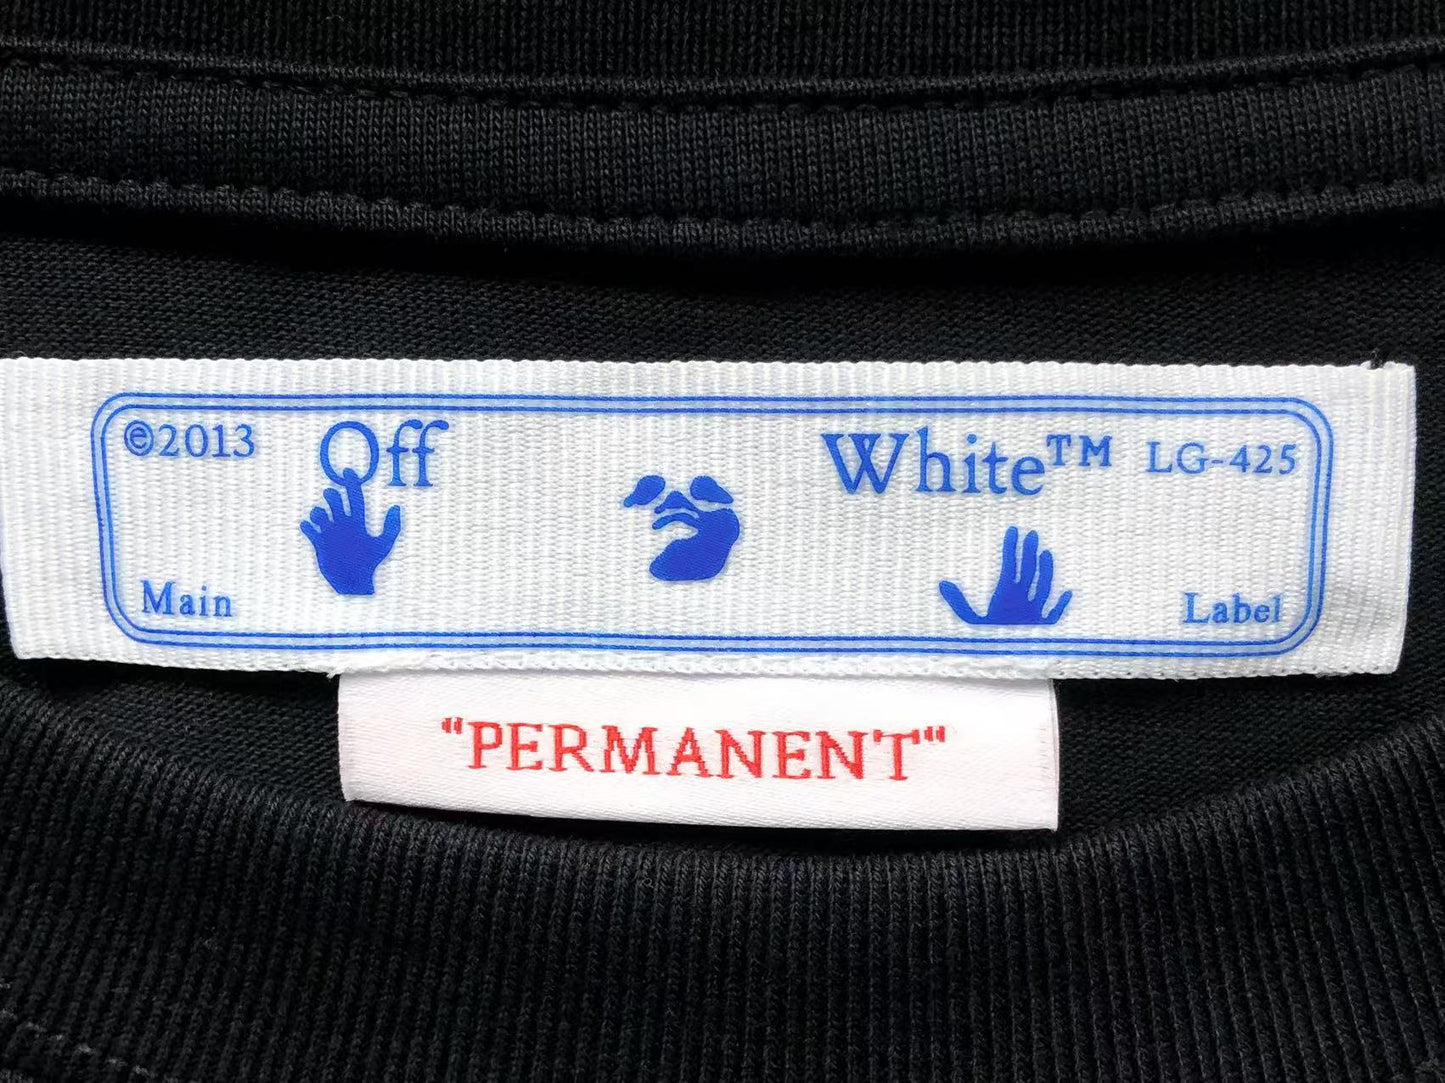 ©2013 Off White™ LG-425
Main Label
"PERMANENT"